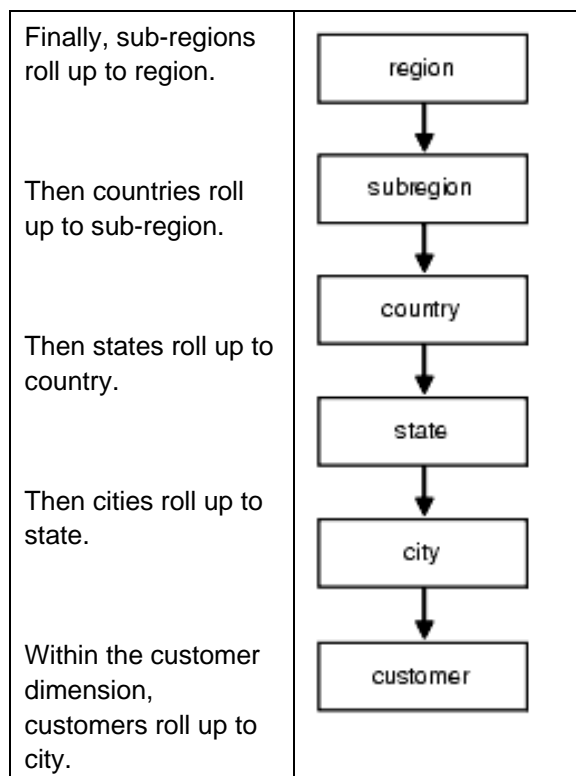 Finally, sub-regions
roll up to region.
Then countries roll
up to sub-region.
Then states roll up to
country.
Then cities roll up to
state.
Within the customer
dimension,
customers roll up to
city.
region
subregion
country
state
city
customer